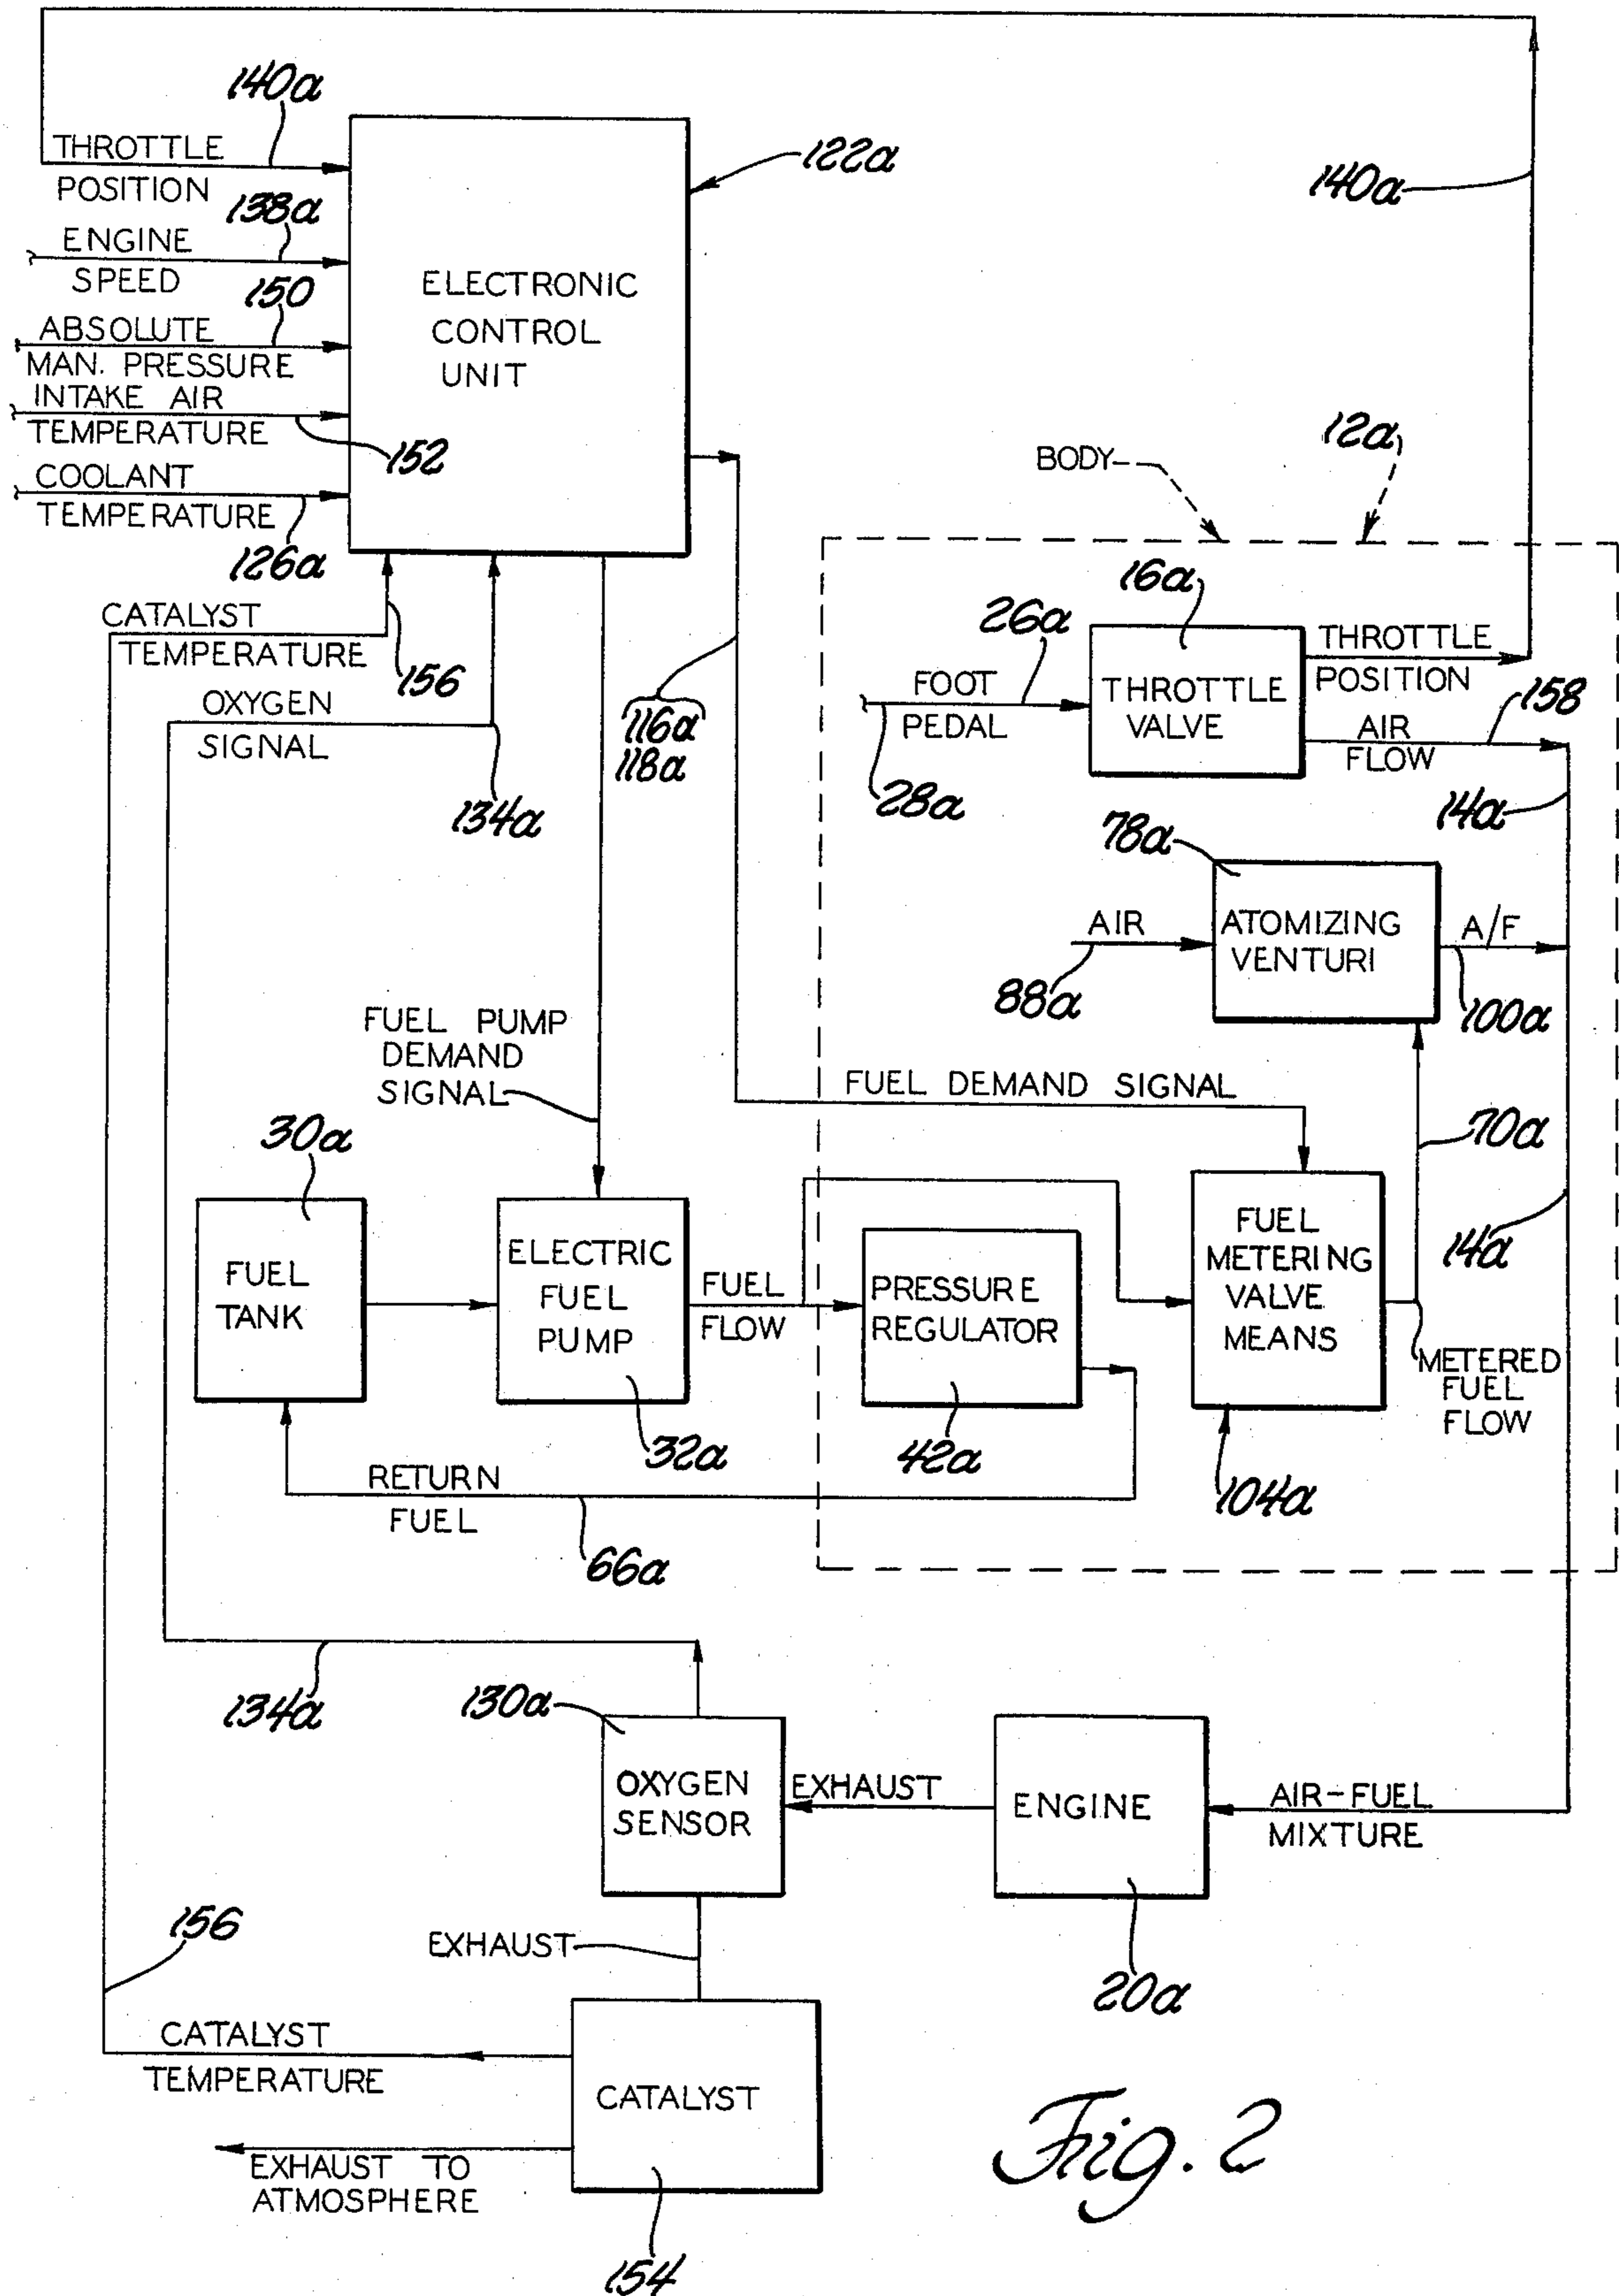 140a
THROTTLE
POSITION
138a
ENGINE
SPEED
150
ABSOLUTE
MAN. PRESSURE
INTAKE AIR
TEMPERATURE
152
COOLANT
TEMPERATURE
126a
ELECTRONIC
CONTROL
UNIT
122a
140a
CATALYST
TEMPERATURE
156
OXYGEN
SIGNAL
134a
116a
118a
BODY
12a
16a
26a
FOOT
PEDAL
28a
THROTTLE
VALVE
THROTTLE
POSITION
158
AIR
FLOW
14a
78a
AIR
88a
ATOMIZING
VENTURI
A/F
100a
FUEL PUMP
DEMAND
SIGNAL
FUEL DEMAND SIGNAL
70a
30a
FUEL
TANK
ELECTRIC
FUEL
PUMP
32a
FUEL
FLOW
PRESSURE
REGULATOR
42a
FUEL
METERING
VALVE
MEANS
104a
14a
METERED
FUEL
FLOW
RETURN
FUEL
66a
134a
130a
OXYGEN
SENSOR
EXHAUST
ENGINE
20a
AIR-FUEL
MIXTURE
156
EXHAUST
CATALYST
TEMPERATURE
CATALYST
154
EXHAUST TO
ATMOSPHERE
Fig. 2